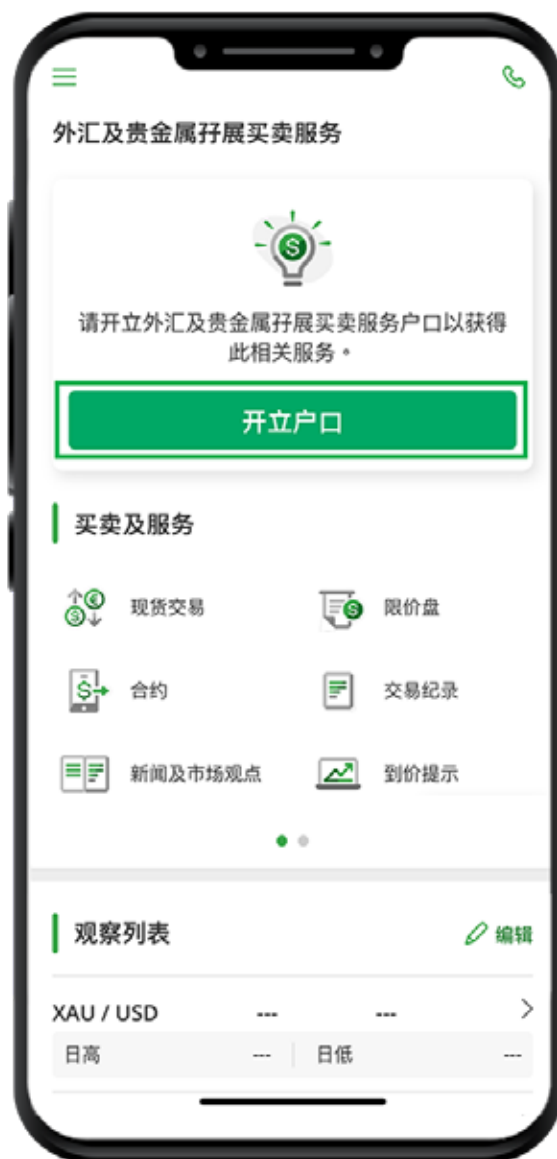 外汇及贵金属孖展买卖服务
请开立外汇及贵金属孖展买卖服务户口以获得
此相关服务。
开立户口
买卖及服务
现货交易
限价盘
合约
交易纪录
新闻及市场观点
到价提示
观察列表
编辑
XAU / USD --- ---
日高 --- 日低 ---